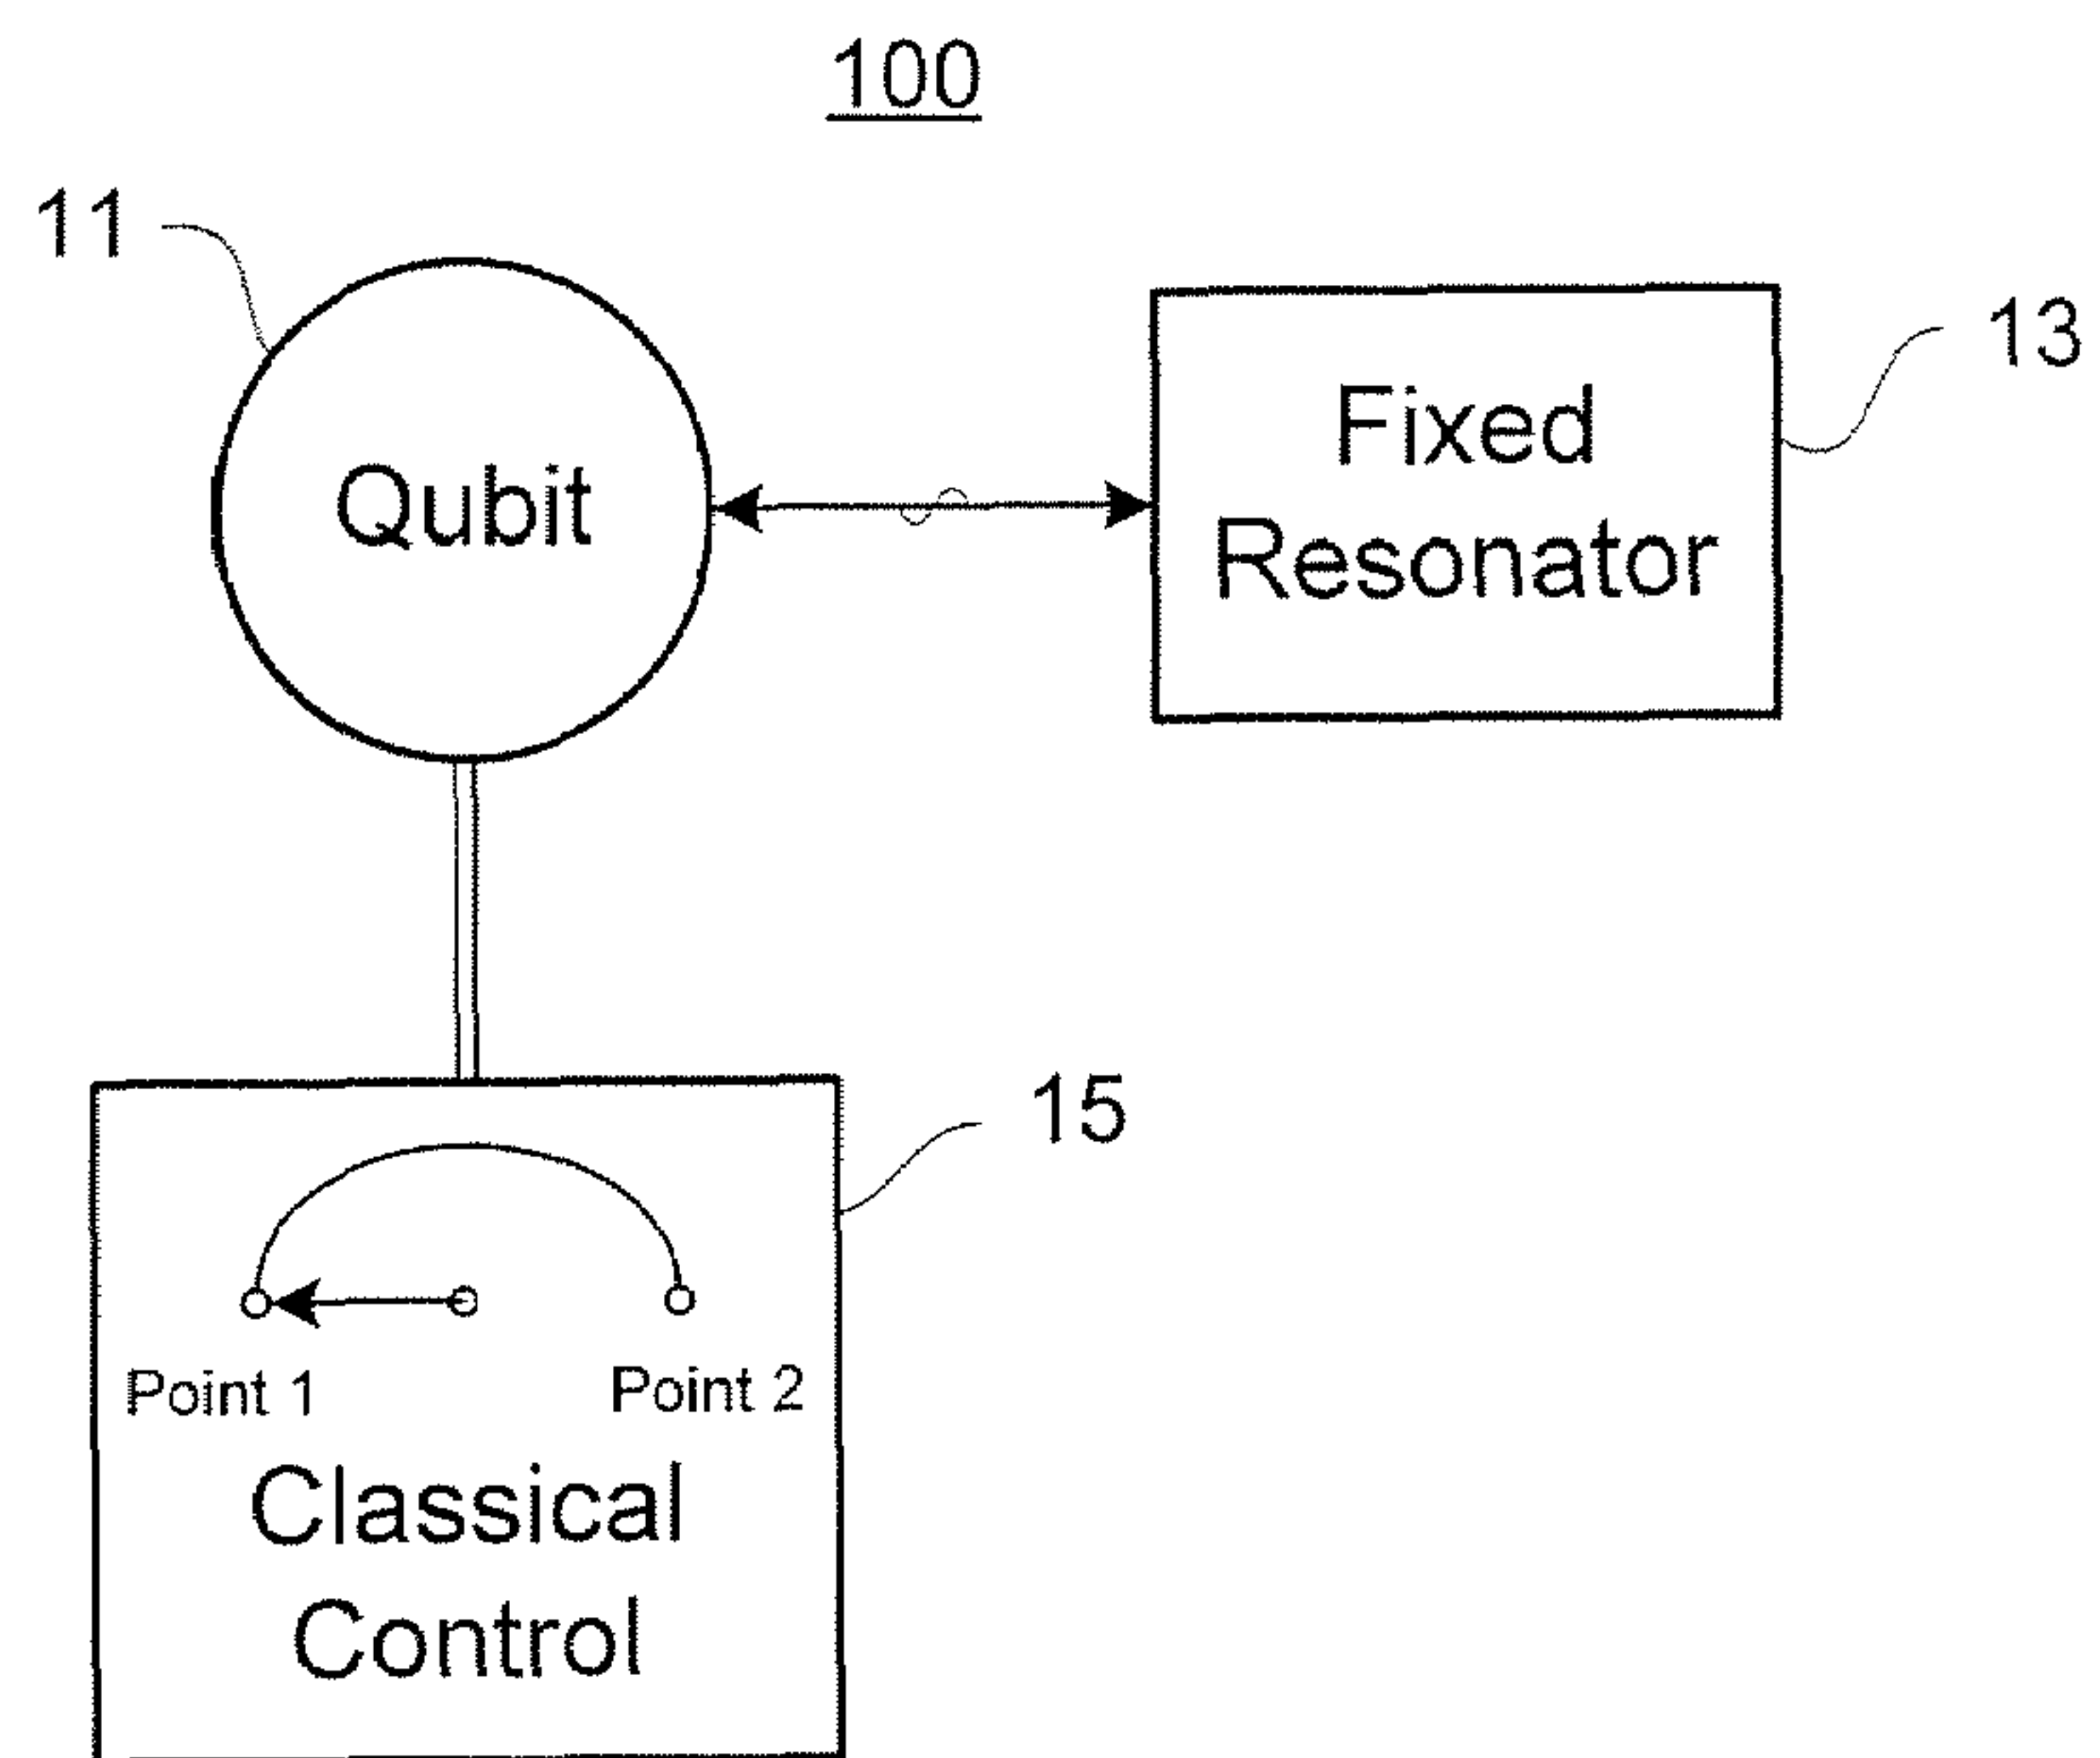 100
11
Qubit
Fixed
Resonator
13
15
Point 1
Point 2
Classical
Control